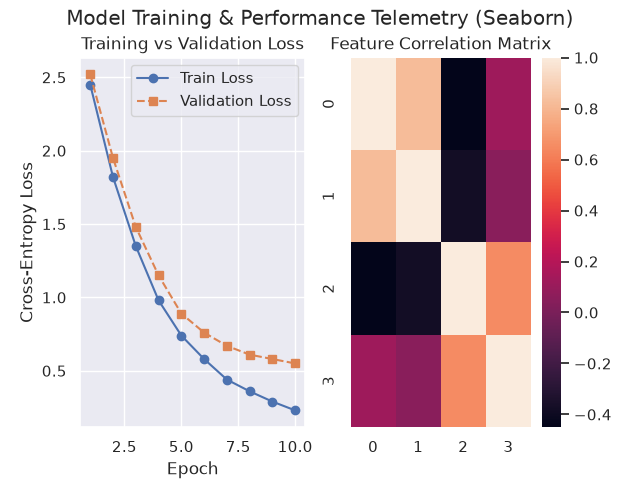 Model Training & Performance Telemetry (Seaborn)
Training vs Validation Loss
Train Loss
Validation Loss
Cross-Entropy Loss
2.5
2.0
1.5
1.0
0.5
2.5 5.0 7.5 10.0
Epoch
Feature Correlation Matrix
0
1
2
3
0 1 2 3
1.0
0.8
0.6
0.4
0.2
0.0
−0.2
−0.4